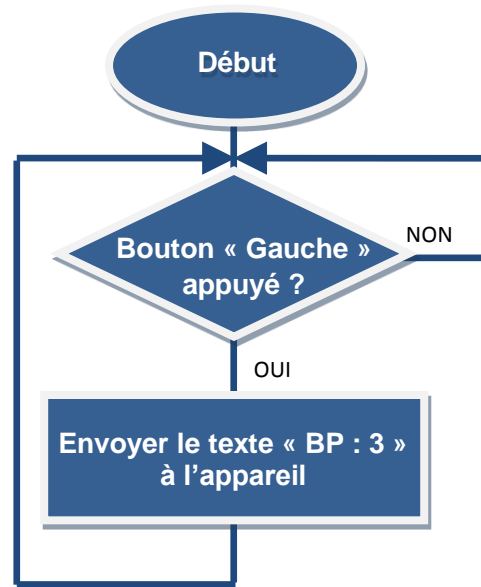 Début
Bouton « Gauche »
appuyé ?
NON
OUI
Envoyer le texte « BP : 3 »
à l’appareil